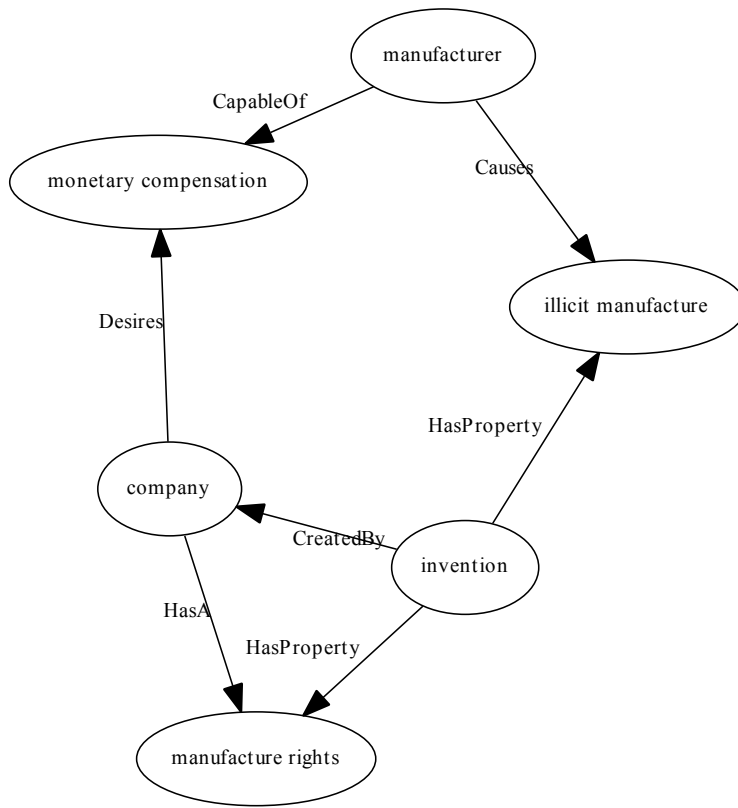 manufacturer
CapableOf
monetary compensation
Causes
illicit manufacture
Desires
HasProperty
company
CreatedBy
invention
HasA
HasProperty
manufacture rights